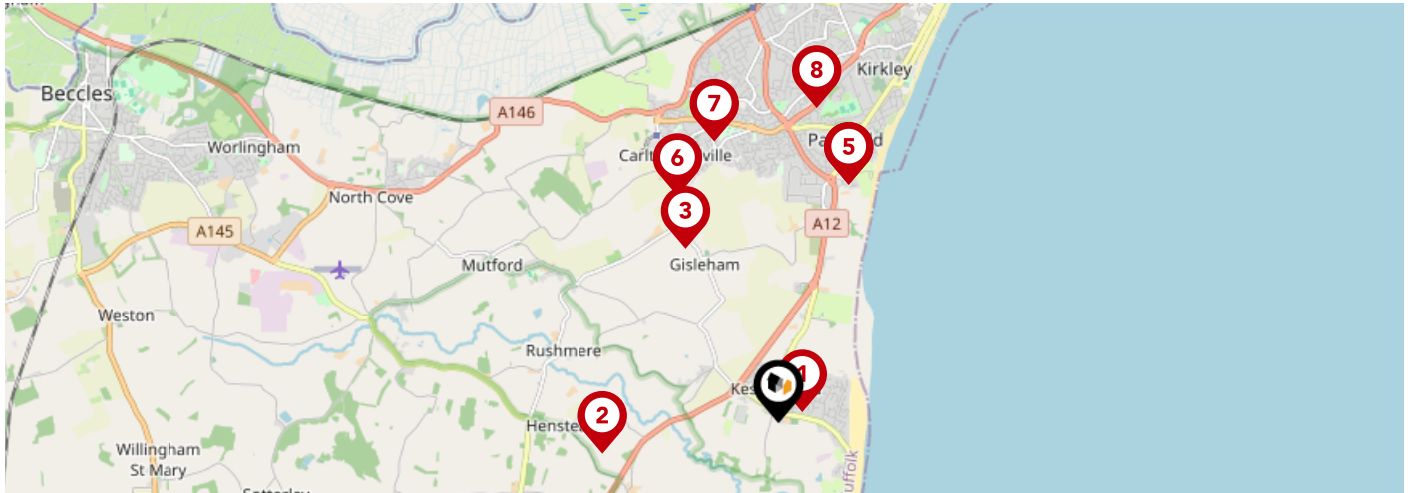 8
Kirkley
Beccles
7
A146
Worlingham
5
6
North Cove
3
A145
A12
Mutford
Gisleham
Weston
Rushmere
1
2
Willingham
St Mary